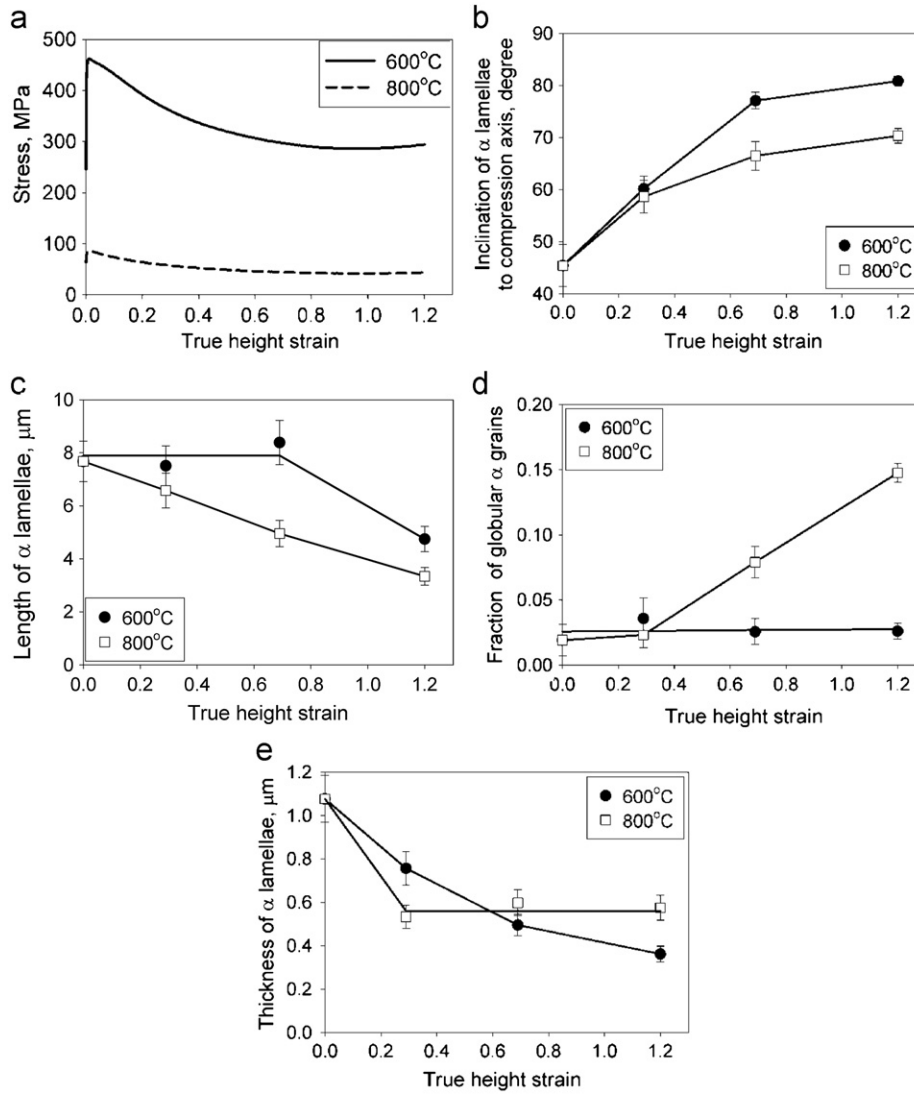 a
500
400
300
200
100
0
Stress, MPa
600°C
800°C
0.0 0.2 0.4 0.6 0.8 1.0 1.2
True height strain
b
90
80
70
60
50
40
Inclination of α lamellae
to compression axis, degree
600°C
800°C
0.0 0.2 0.4 0.6 0.8 1.0 1.2
True height strain
c
10
8
6
4
2
0
Length of α lamellae, μm
600°C
800°C
0.0 0.2 0.4 0.6 0.8 1.0 1.2
True height strain
d
0.20
0.15
0.10
0.05
0.00
Fraction of globular α grains
600°C
800°C
0.0 0.2 0.4 0.6 0.8 1.0 1.2
True height strain
e
1.2
1.0
0.8
0.6
0.4
0.2
0.0
Thickness of α lamellae, μm
600°C
800°C
0.0 0.2 0.4 0.6 0.8 1.0 1.2
True height strain